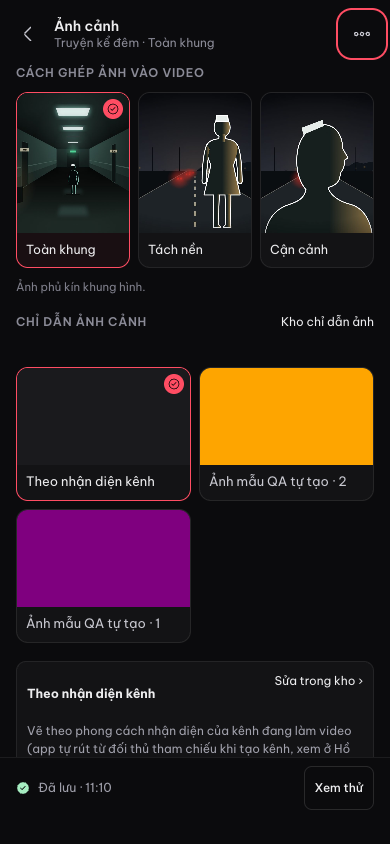 Ảnh cảnh
Truyện kể đêm · Toàn khung
CÁCH GHÉP ẢNH VÀO VIDEO
Toàn khung
Tách nền
Cận cảnh
Ảnh phủ kín khung hình.
CHỈ DẪN ẢNH CẢNH
Kho chỉ dẫn ảnh
Theo nhận diện kênh
Ảnh mẫu QA tự tạo · 2
Ảnh mẫu QA tự tạo · 1
Sửa trong kho ›
Theo nhận diện kênh
Vẽ theo phong cách nhận diện của kênh đang làm video
(app tự rút từ đối thủ tham chiếu khi tạo kênh, xem ở Hồ
Đã lưu · 11:10
Xem thử